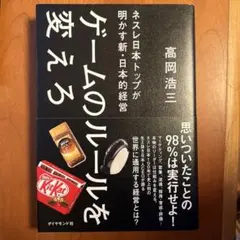 ネスレ日本トップが
明かす新・日本的経営
ゲームのルールを
変えろ
高岡浩三
思いついたことの
98%は実行せよ!
世界に通用する経営とは?
KitKat
ダイヤモンド社